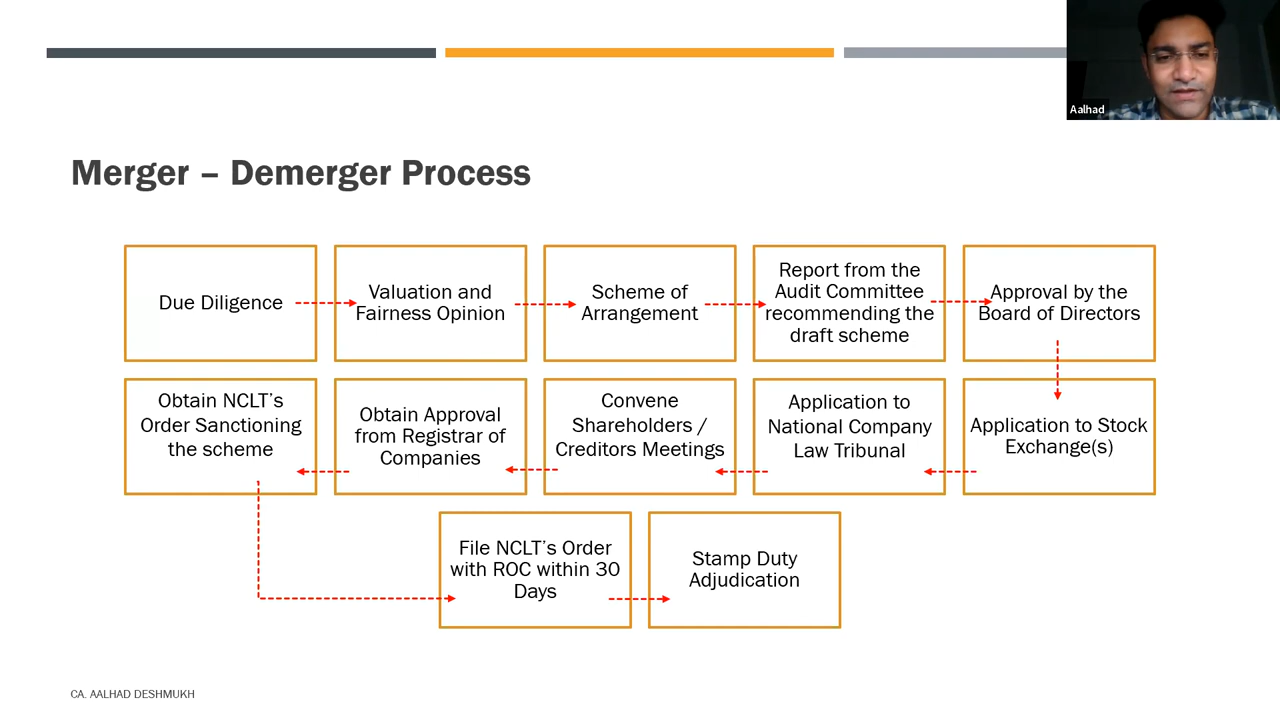 Aalhad
Merger – Demerger Process
Due Diligence
Valuation and
Fairness Opinion
Scheme of
Arrangement
Report from the
Audit Committee
recommending the
draft scheme
Approval by the
Board of Directors
Application to Stock
Exchange(s)
Application to
National Company
Law Tribunal
Convene
Shareholders /
Creditors Meetings
Obtain Approval
from Registrar of
Companies
Obtain NCLT's
Order Sanctioning
the scheme
File NCLT's Order
with ROC within 30
Days
Stamp Duty
Adjudication
CA. AALHAD DESHMUKH